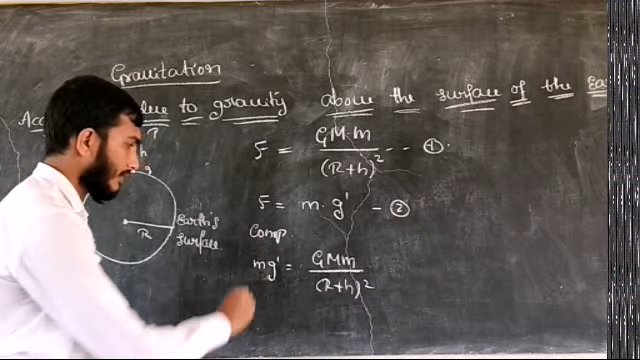 Gravitation
Acc due to gravity above the surface of the Ea
h
F = GM.m / (R+h)² -- ①.
F = m.g' - ②
R
Earth's
surface
Comp.
mg' = GMm / (R+h)²